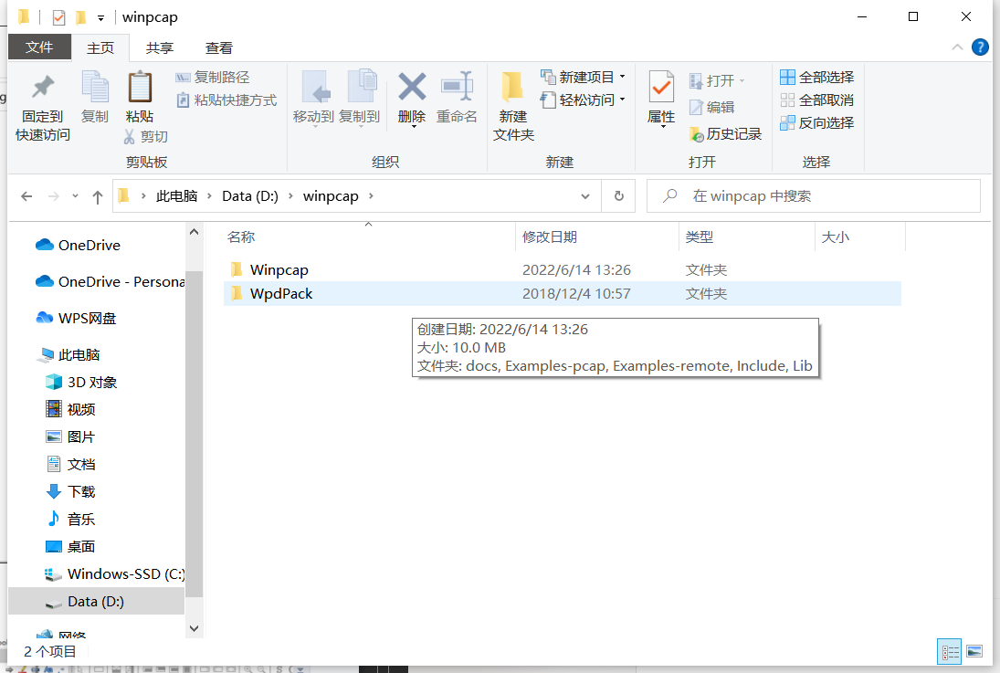 winpcap
文件 主页 共享 查看
固定到快速访问
复制
粘贴
剪切
复制路径
粘贴快捷方式
剪贴板
移动到 复制到 删除 重命名
组织
新建文件夹
新建项目
轻松访问
新建
属性
打开
编辑
历史记录
打开
全部选择
全部取消
反向选择
选择
此电脑 Data (D:) winpcap
在 winpcap 中搜索
OneDrive
OneDrive - Persona
WPS网盘
此电脑
3D 对象
视频
图片
文档
下载
音乐
桌面
Windows-SSD (C:)
Data (D:)
网络
名称 修改日期 类型 大小
Winpcap 2022/6/14 13:26 文件夹
WpdPack 2018/12/4 10:57 文件夹
创建日期: 2022/6/14 13:26
大小: 10.0 MB
文件夹: docs, Examples-pcap, Examples-remote, Include, Lib
2 个项目